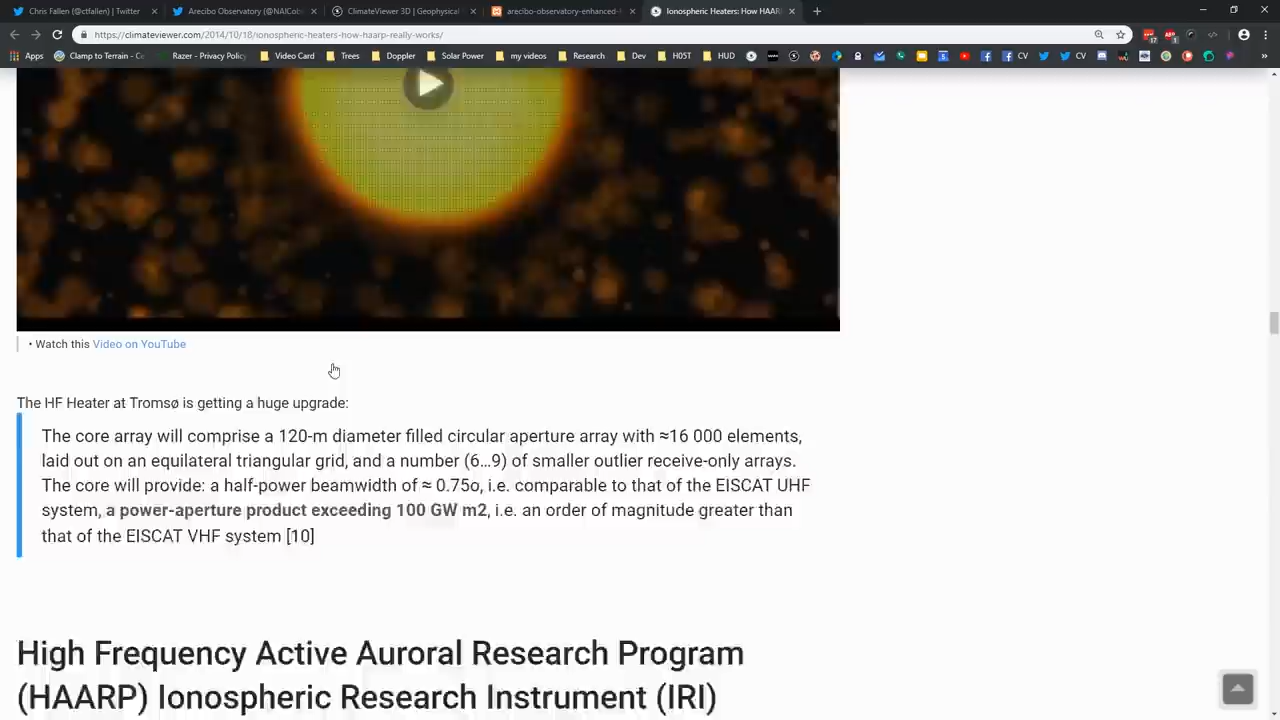 Chris Fallen (@ctfallen) | Twitter
Arecibo Observatory (@NAICob
ClimateViewer 3D | Geophysical
arecibo-observatory-enhanced-
Ionospheric Heaters: How HAAR
https://climateviewer.com/2014/10/18/ionospheric-heaters-how-haarp-really-works/
Apps
Clamp to Terrain - Ce
Razer - Privacy Policy
Video Card
Trees
Doppler
Solar Power
my videos
Research
Dev
H05T
HUD
CV
CV
• Watch this Video on YouTube
The HF Heater at Tromsø is getting a huge upgrade:
The core array will comprise a 120-m diameter filled circular aperture array with ≈16 000 elements,
laid out on an equilateral triangular grid, and a number (6…9) of smaller outlier receive-only arrays.
The core will provide: a half-power beamwidth of ≈ 0.75o, i.e. comparable to that of the EISCAT UHF
system, a power-aperture product exceeding 100 GW m2, i.e. an order of magnitude greater than
that of the EISCAT VHF system [10]
High Frequency Active Auroral Research Program
(HAARP) Ionospheric Research Instrument (IRI)